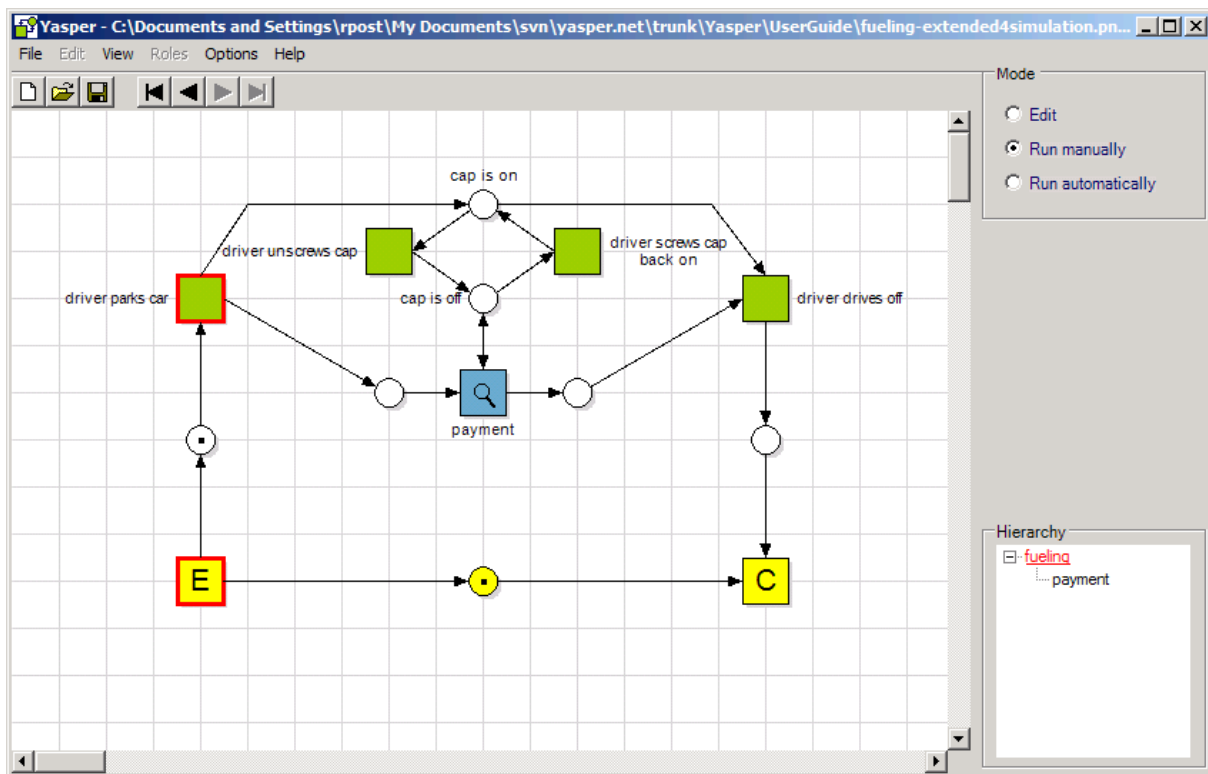 Yasper - C:\Documents and Settings\rpost\My Documents\svn\yasper.net\trunk\Yasper\UserGuide\fueling-extended4simulation.pn...
File Edit View Roles Options Help
Mode
Edit
Run manually
Run automatically
cap is on
driver unscrews cap
driver screws cap
back on
driver parks car
cap is off
driver drives off
payment
E
C
Hierarchy
fueling
payment